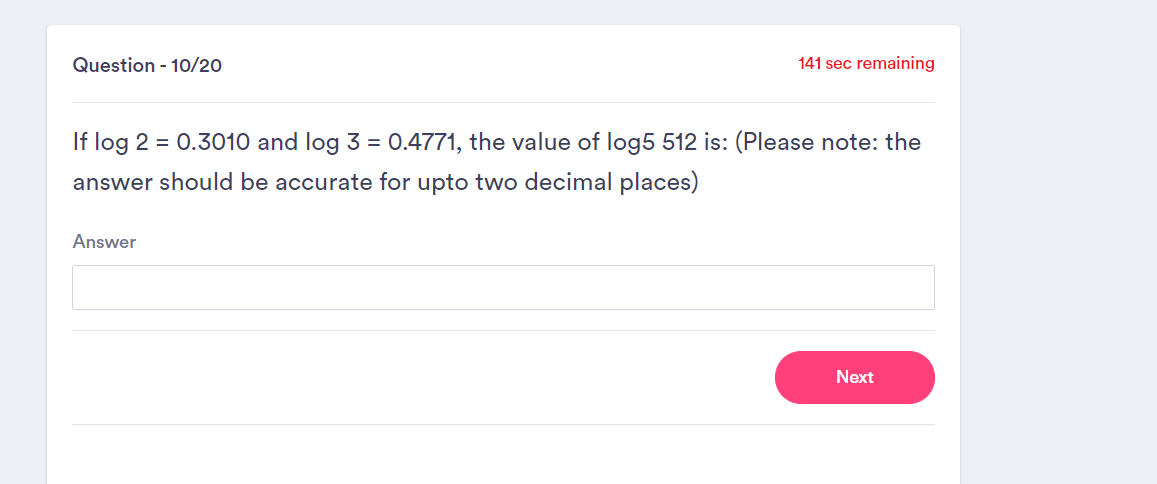 Question - 10/20
141 sec remaining
If log 2 = 0.3010 and log 3 = 0.4771, the value of log5 512 is: (Please note: the
answer should be accurate for upto two decimal places)
Answer
Next